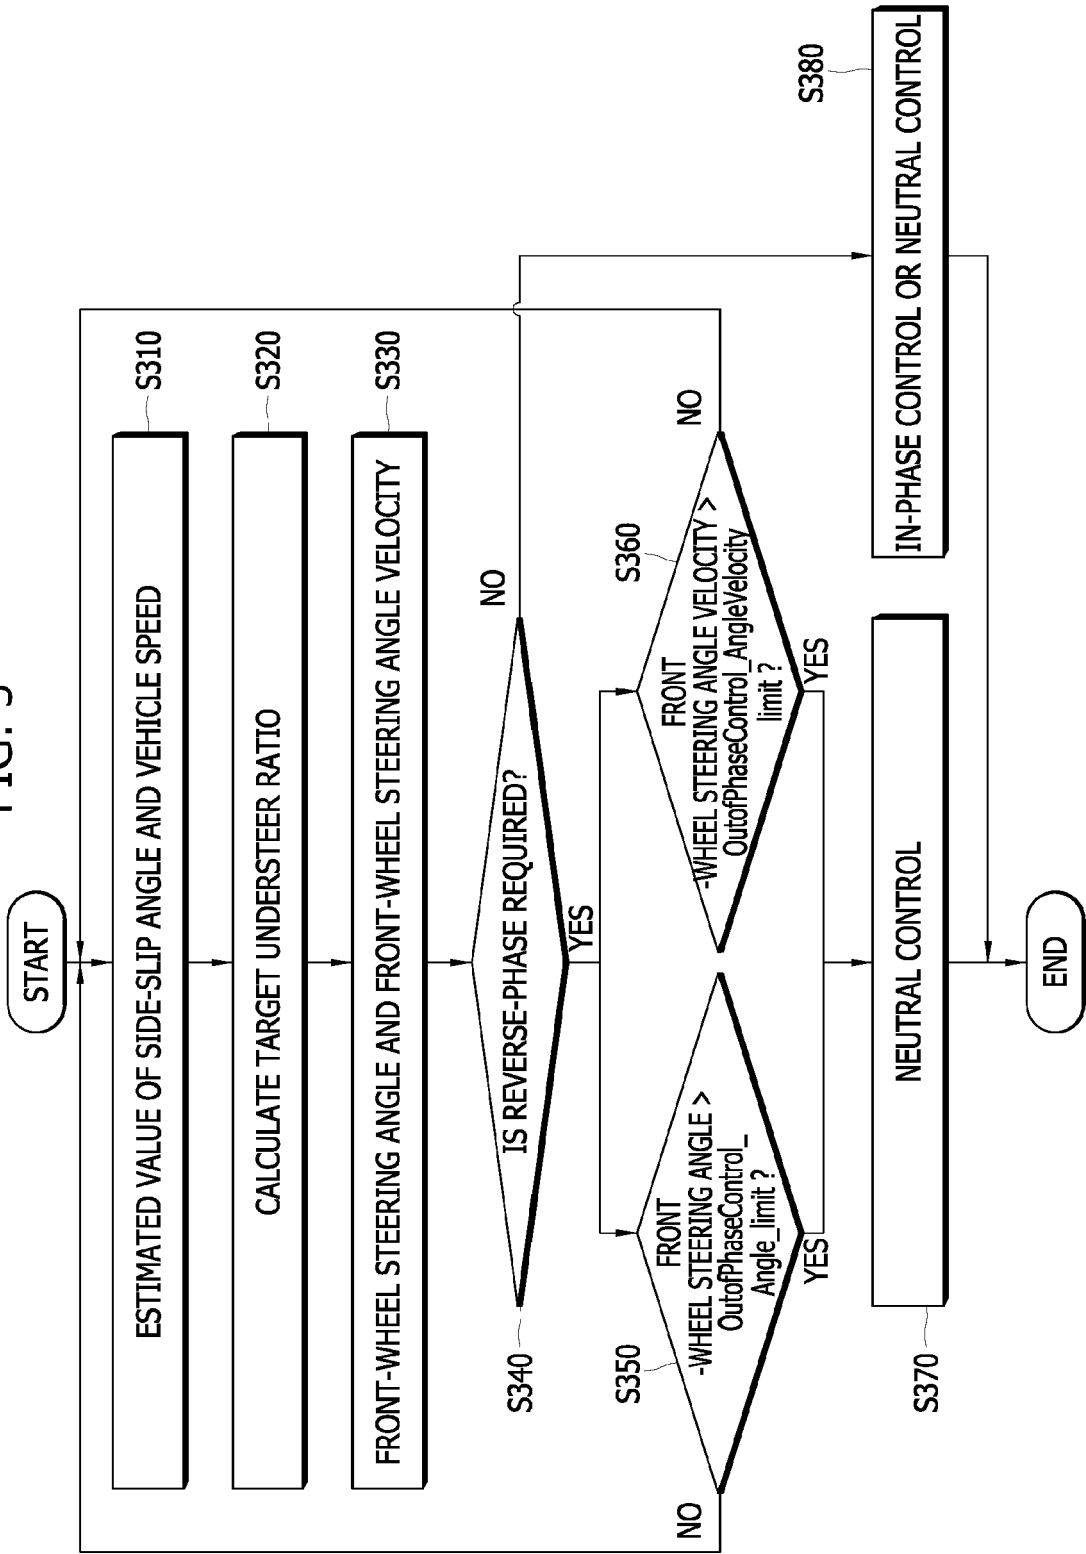 START
ESTIMATED VALUE OF SIDE-SLIP ANGLE AND VEHICLE SPEED
S310
CALCULATE TARGET UNDERSTEER RATIO
S320
FRONT-WHEEL STEERING ANGLE AND FRONT-WHEEL STEERING ANGLE VELOCITY
S330
S340
IS REVERSE-PHASE REQUIRED?
NO
YES
S350
FRONT
-WHEEL STEERING ANGLE >
OutofPhaseControl_
Angle_limit ?
NO
YES
S360
FRONT
-WHEEL STEERING ANGLE VELOCITY >
OutofPhaseControl_AngleVelocity
limit ?
NO
YES
S370
NEUTRAL CONTROL
S380
IN-PHASE CONTROL OR NEUTRAL CONTROL
END